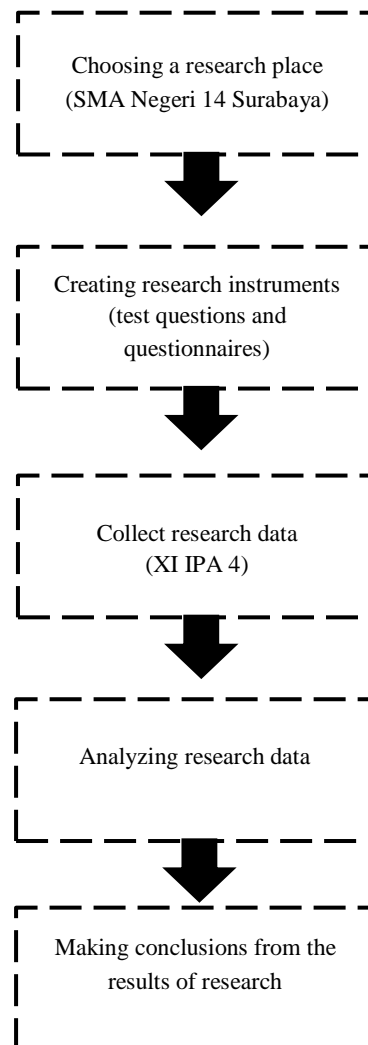 Choosing a research place
(SMA Negeri 14 Surabaya)
Creating research instruments
(test questions and
questionnaires)
Collect research data
(XI IPA 4)
Analyzing research data
Making conclusions from the
results of research